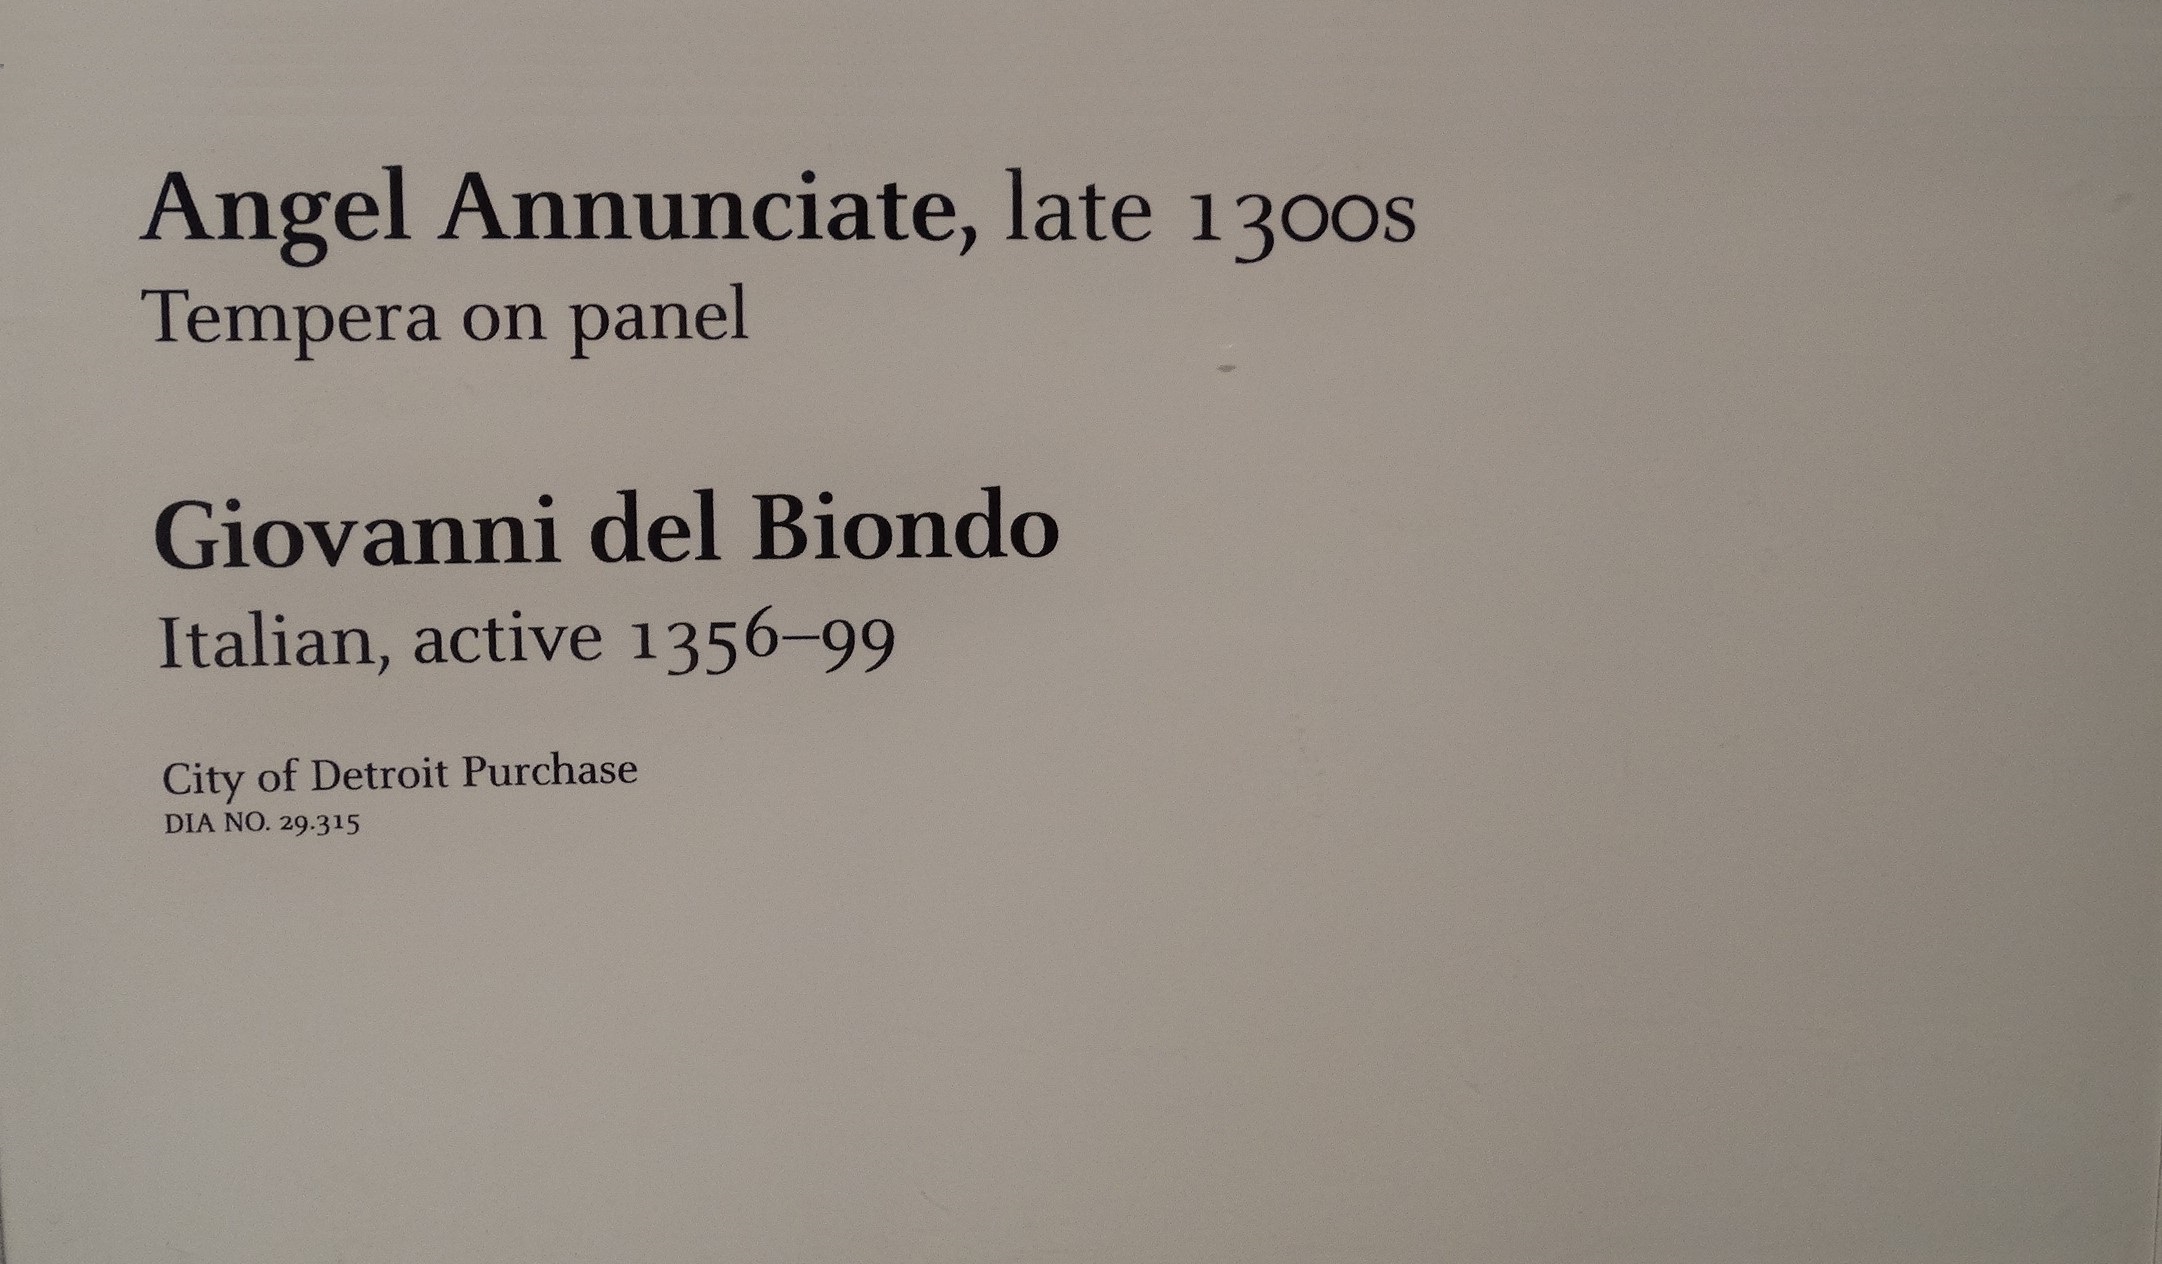 Angel Annunciate, late 1300s
Tempera on panel
Giovanni del Biondo
Italian, active 1356–99
City of Detroit Purchase
DIA NO. 29.315